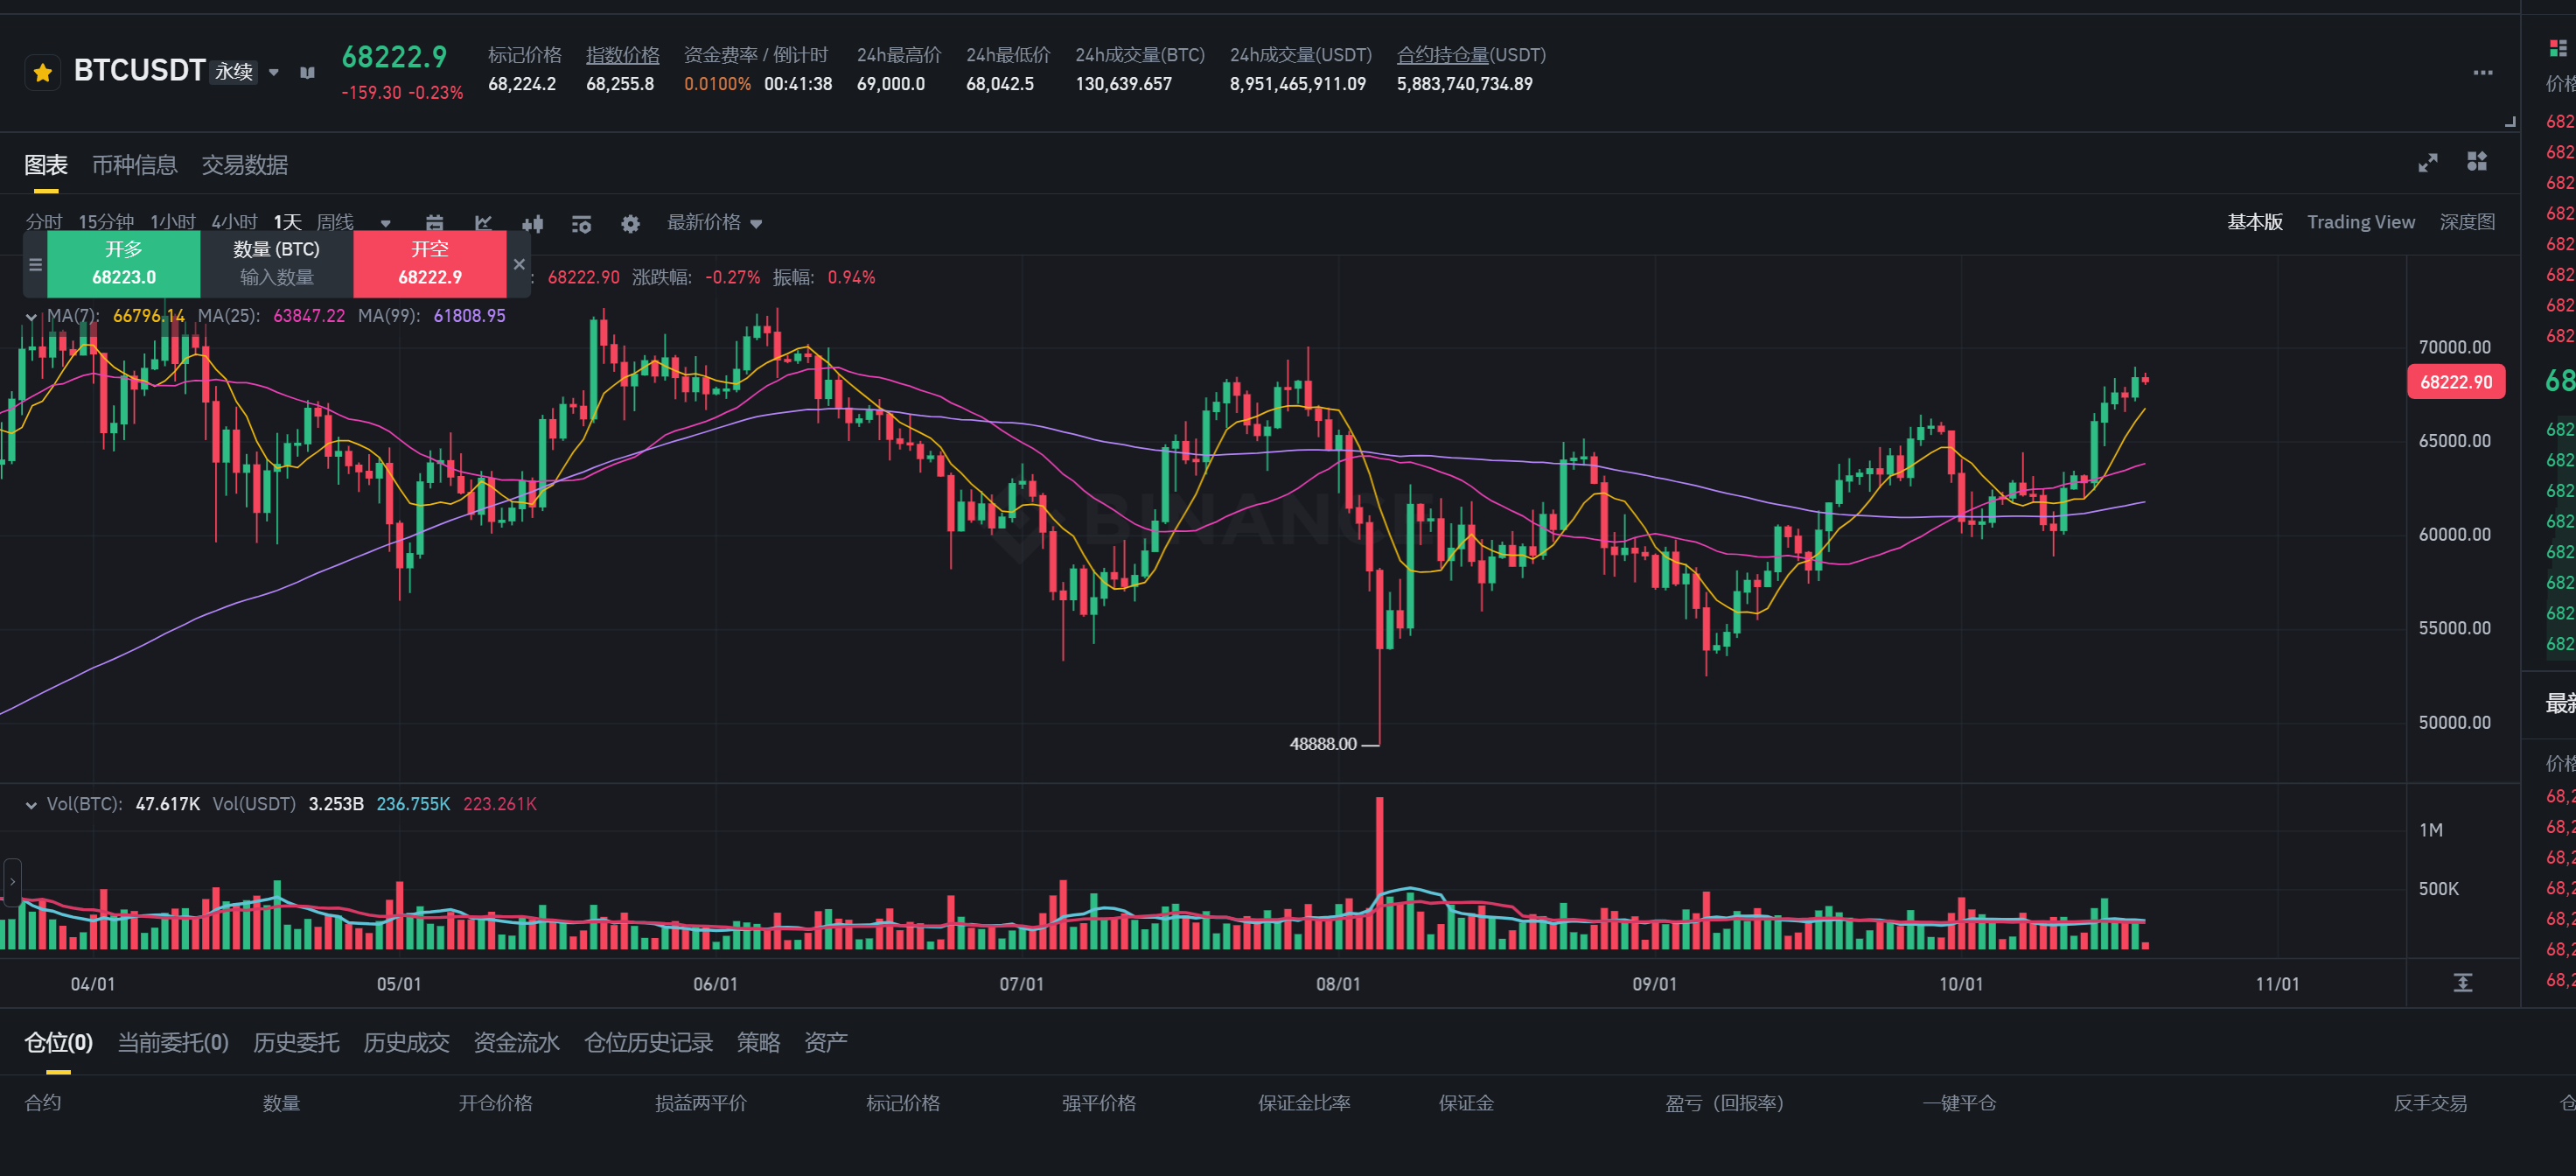 BTCUSDT 永续
68222.9
-159.30 -0.23%
标记价格
68,224.2
指数价格
68,255.8
资金费率 / 倒计时
0.0100% 00:41:38
24h最高价
69,000.0
24h最低价
68,042.5
24h成交量(BTC)
130,639.657
24h成交量(USDT)
8,951,465,911.09
合约持仓量(USDT)
5,883,740,734.89
图表 币种信息 交易数据
分时 15分钟 1小时 4小时 1天 周线 最新价格 基本版 Trading View 深度图
开多
68223.0
数量 (BTC)
输入数量
开空
68222.9
: 68222.90 涨跌幅: -0.27% 振幅: 0.94%
MA(7): 66796.14 MA(25): 63847.22 MA(99): 61808.95
70000.00
68222.90
65000.00
60000.00
55000.00
50000.00
BINANCE
48888.00
Vol(BTC): 47.617K Vol(USDT) 3.253B 236.755K 223.261K
1M
500K
04/01 05/01 06/01 07/01 08/01 09/01 10/01 11/01
仓位(0) 当前委托(0) 历史委托 历史成交 资金流水 仓位历史记录 策略 资产
合约 数量 开仓价格 损益两平价 标记价格 强平价格 保证金比率 保证金 盈亏（回报率） 一键平仓 反手交易 仓
价格
682
682
682
682
682
682
682
682
68
682
682
682
682
682
682
682
682
最新
价格
68,2
68,2
68,2
68,2
68,2
68,2
68,2